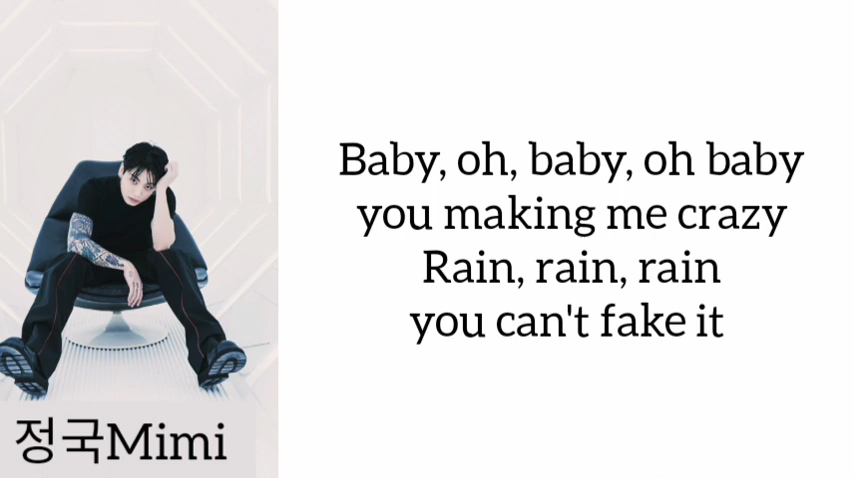 Baby, oh, baby, oh baby
you making me crazy
Rain, rain, rain
you can't fake it
정국Mimi